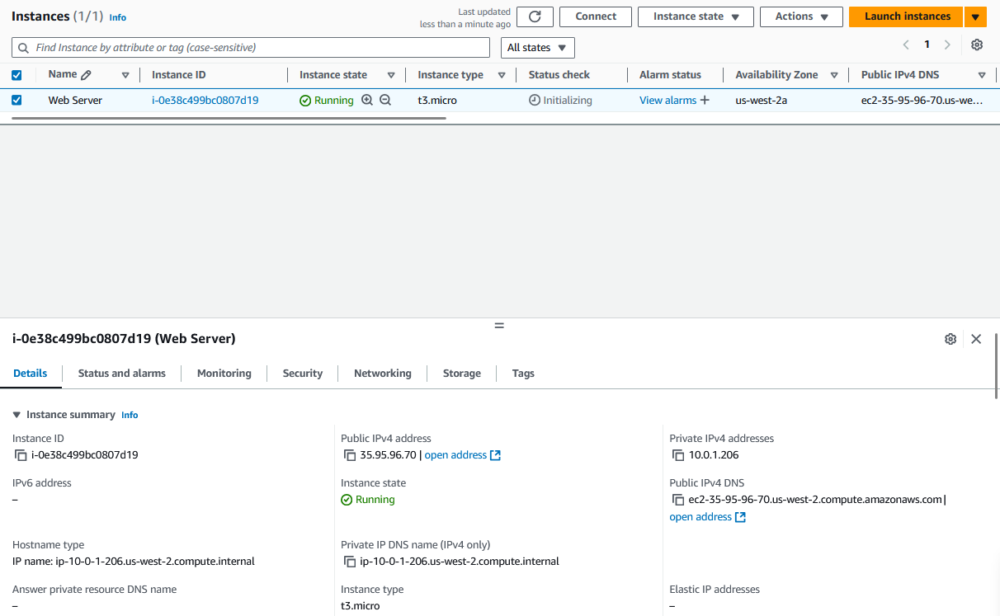 Instances (1/1) Info
Last updated
less than a minute ago
Connect
Instance state
Actions
Launch instances
Find Instance by attribute or tag (case-sensitive)
All states
1
Name Instance ID Instance state Instance type Status check Alarm status Availability Zone Public IPv4 DNS
Web Server i-0e38c499bc0807d19 Running t3.micro Initializing View alarms + us-west-2a ec2-35-95-96-70.us-we...
i-0e38c499bc0807d19 (Web Server)
Details Status and alarms Monitoring Security Networking Storage Tags
Instance summary Info
Instance ID
i-0e38c499bc0807d19
Public IPv4 address
35.95.96.70 | open address
Private IPv4 addresses
10.0.1.206
IPv6 address
–
Instance state
Running
Public IPv4 DNS
ec2-35-95-96-70.us-west-2.compute.amazonaws.com |
open address
Hostname type
IP name: ip-10-0-1-206.us-west-2.compute.internal
Private IP DNS name (IPv4 only)
ip-10-0-1-206.us-west-2.compute.internal
Answer private resource DNS name
–
Instance type
t3.micro
Elastic IP addresses
–